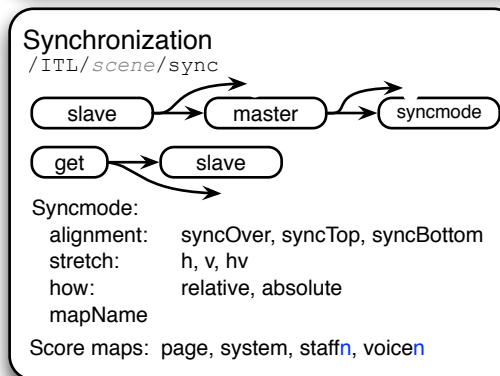 Synchronization
/ITL/scene/sync
slave master syncmode
get slave
Syncmode:
alignment: syncOver, syncTop, syncBottom
stretch: h, v, hv
how: relative, absolute
mapName
Score maps: page, system, staffn, voicen